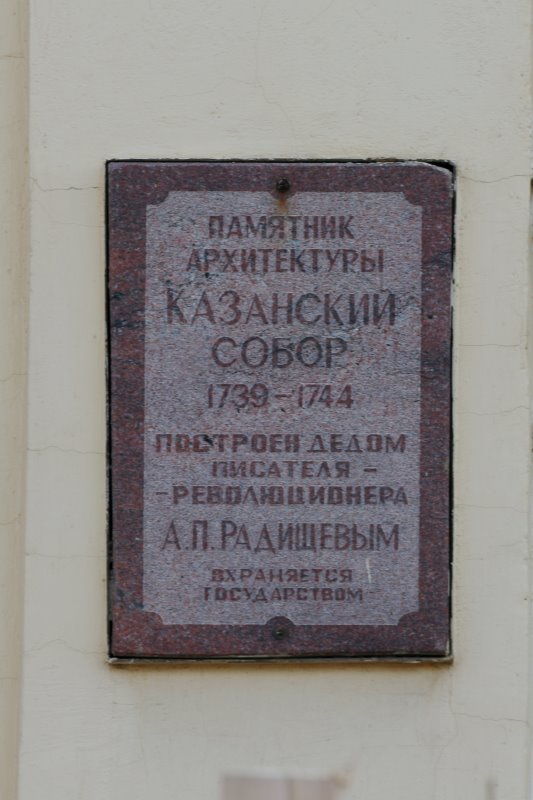 ПАМЯТНИК
АРХИТЕКТУРЫ
КАЗАНСКИЙ
СОБОР
1739-1744
ПОСТРОЕН ДЕДОМ
ПИСАТЕЛЯ -
-РЕВОЛЮЦИОНЕРА
А.П. РАДИЩЕВЫМ
ОХРАНЯЕТСЯ
ГОСУДАРСТВОМ